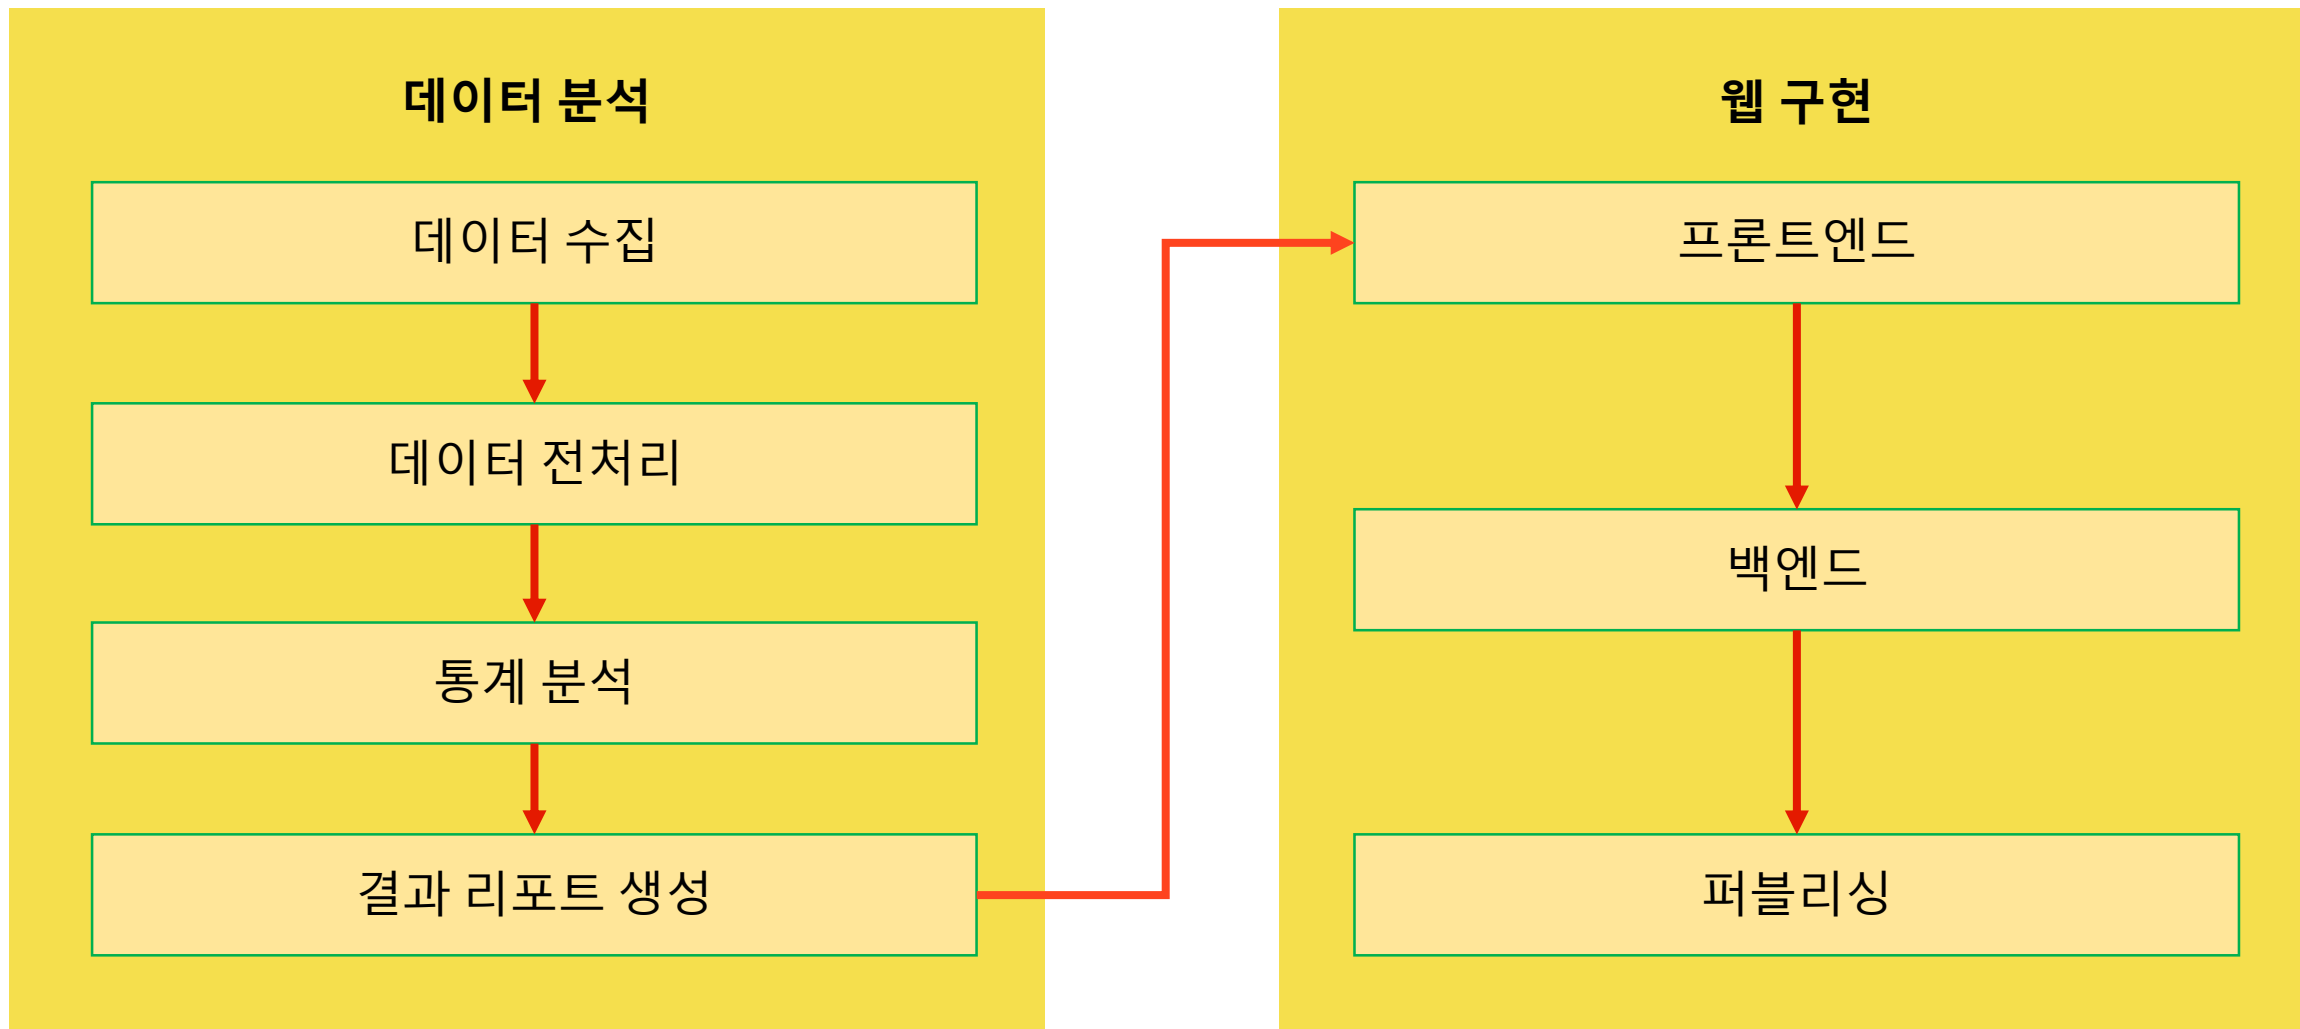 데이터 분석
데이터 수집
데이터 전처리
통계 분석
결과 리포트 생성
웹 구현
프론트엔드
백엔드
퍼블리싱